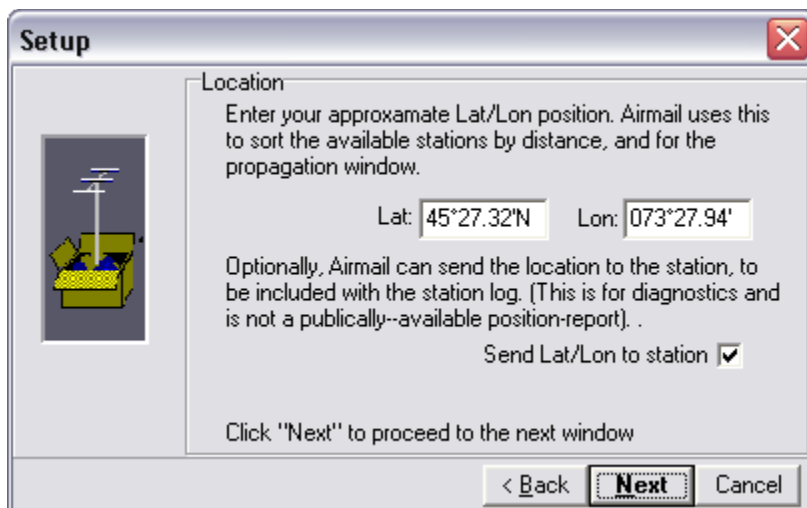 Setup
Location
Enter your approxamate Lat/Lon position. Airmail uses this
to sort the available stations by distance, and for the
propagation window.
Lat: 45°27.32'N Lon: 073°27.94'
Optionally, Airmail can send the location to the station, to
be included with the station log. (This is for diagnostics and
is not a publically--available position-report). .
Send Lat/Lon to station
Click "Next" to proceed to the next window
< Back Next Cancel